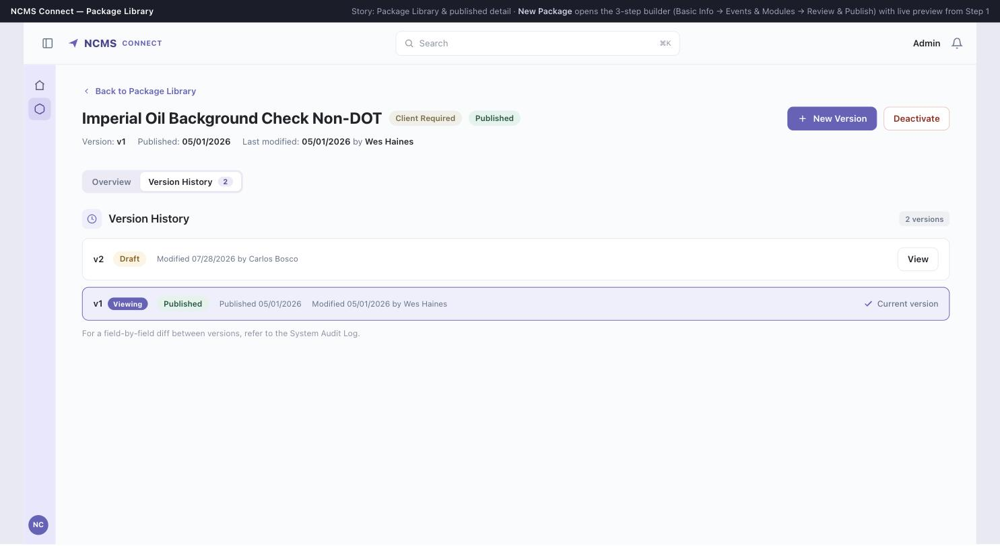 NCMS Connect — Package Library
Story: Package Library & published detail · New Package opens the 3-step builder (Basic Info → Events & Modules → Review & Publish) with live preview from Step 1
NCMS CONNECT
Search
⌘K
Admin
Back to Package Library
Imperial Oil Background Check Non-DOT
Client Required
Published
+ New Version
Deactivate
Version: v1
Published: 05/01/2026
Last modified: 05/01/2026 by Wes Haines
Overview
Version History 2
Version History
2 versions
v2 Draft Modified 07/28/2026 by Carlos Bosco
View
v1 Viewing Published Published 05/01/2026 Modified 05/01/2026 by Wes Haines
✓ Current version
For a field-by-field diff between versions, refer to the System Audit Log.
NC